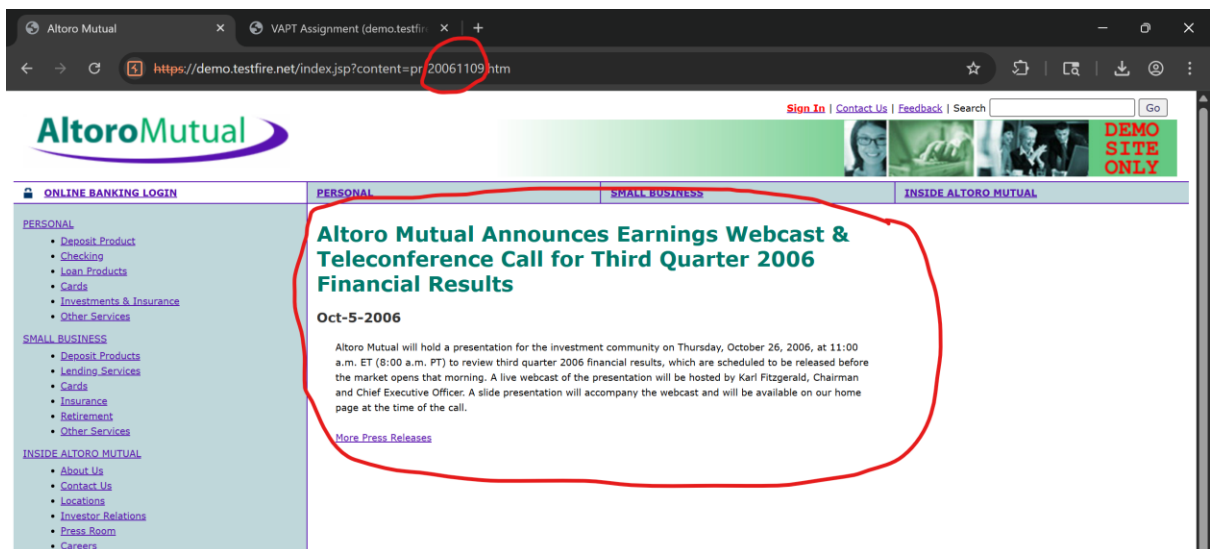 Altoro Mutual
VAPT Assignment (demo.testfir
https://demo.testfire.net/index.jsp?content=pr/20061109.htm
Sign In | Contact Us | Feedback | Search
Go
AltoroMutual
DEMO
SITE
ONLY
ONLINE BANKING LOGIN
PERSONAL
SMALL BUSINESS
INSIDE ALTORO MUTUAL
PERSONAL
Deposit Product
Checking
Loan Products
Cards
Investments & Insurance
Other Services
SMALL BUSINESS
Deposit Products
Lending Services
Cards
Insurance
Retirement
Other Services
INSIDE ALTORO MUTUAL
About Us
Contact Us
Locations
Investor Relations
Press Room
Careers
Altoro Mutual Announces Earnings Webcast &
Teleconference Call for Third Quarter 2006
Financial Results
Oct-5-2006
Altoro Mutual will hold a presentation for the investment community on Thursday, October 26, 2006, at 11:00
a.m. ET (8:00 a.m. PT) to review third quarter 2006 financial results, which are scheduled to be released before
the market opens that morning. A live webcast of the presentation will be hosted by Karl Fitzgerald, Chairman
and Chief Executive Officer. A slide presentation will accompany the webcast and will be available on our home
page at the time of the call.
More Press Releases